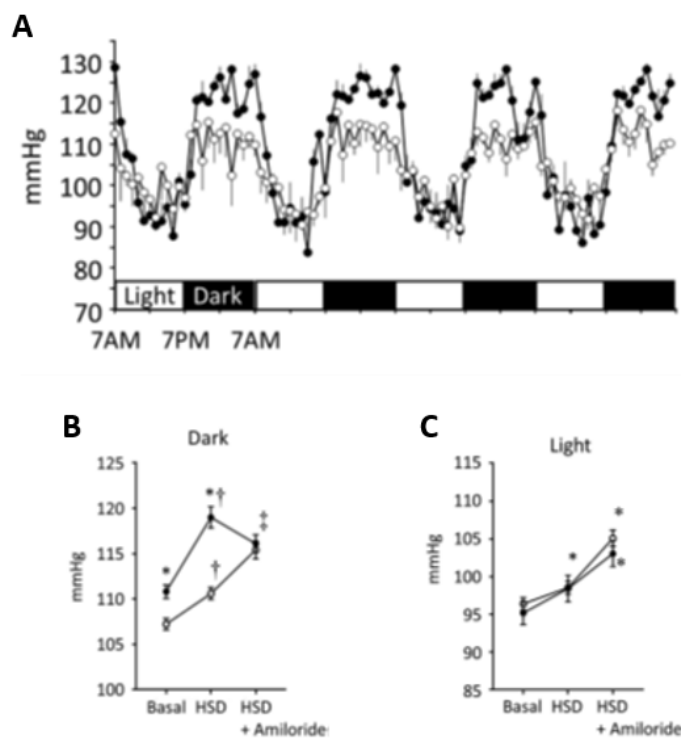 A
130
120
110
100
90
80
70
mmHg
Light Dark
7AM 7PM 7AM
B
Dark
125
120
115
110
105
100
mmHg
* *† † ‡
Basal HSD HSD
+ Amiloride
C
Light
115
110
105
100
95
90
85
mmHg
* * *
Basal HSD HSD
+ Amiloride